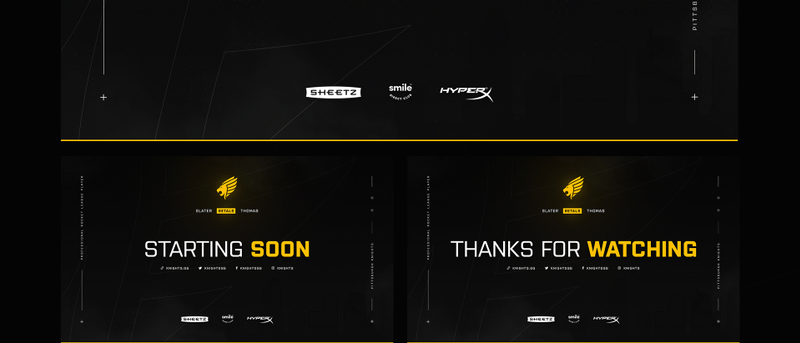 PITTSB
SHEETZ smile HYPERX
SLATER RETALS THOMAS
STARTING SOON
KNIGHTS.GG KNIGHTSGG KNIGHTSGG KNIGHTS
PROFESSIONAL ROCKET LEAGUE PLAYER
PITTSBURGH KNIGHTS
SHEETZ smile HYPERX
SLATER RETALS THOMAS
THANKS FOR WATCHING
KNIGHTS.GG KNIGHTSGG KNIGHTSGG KNIGHTS
PROFESSIONAL ROCKET LEAGUE PLAYER
PITTSBURGH KNIGHTS
SHEETZ smile HYPERX